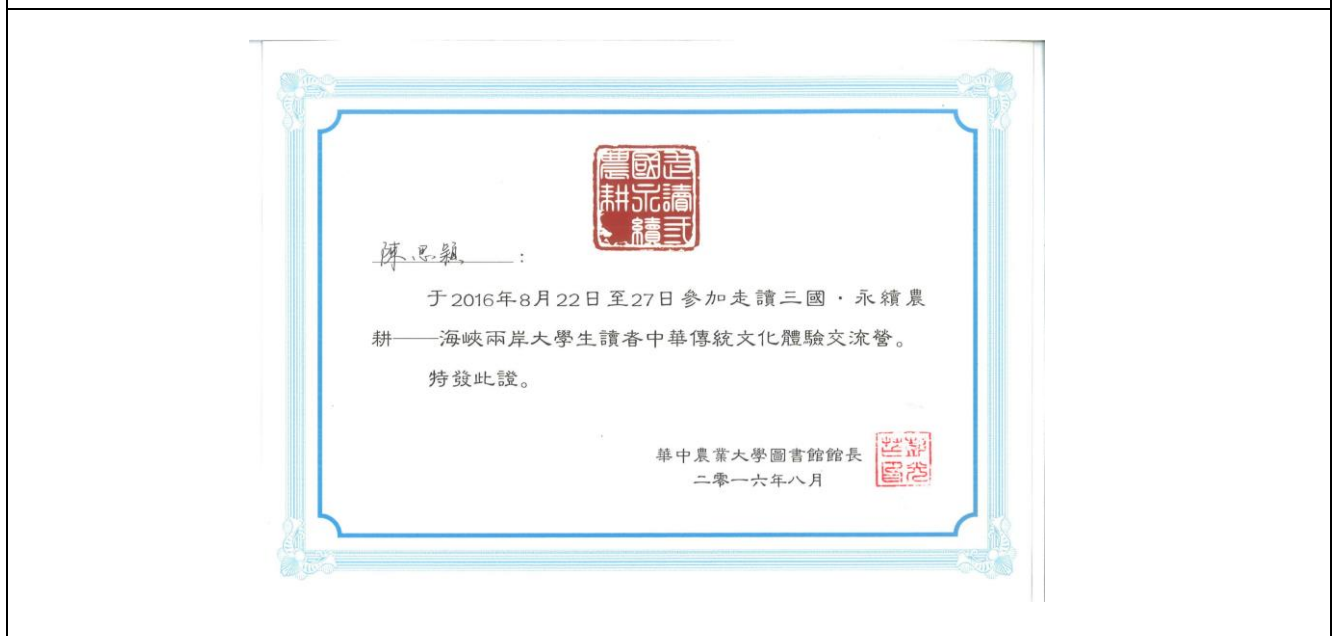 走讀三
國永續
農耕
陳思穎 :
于2016年8月22日至27日參加走讀三國·永續農
耕——海峽兩岸大學生讀者中華傳統文化體驗交流營。
特發此證。
華中農業大學圖書館館長
二零一六年八月